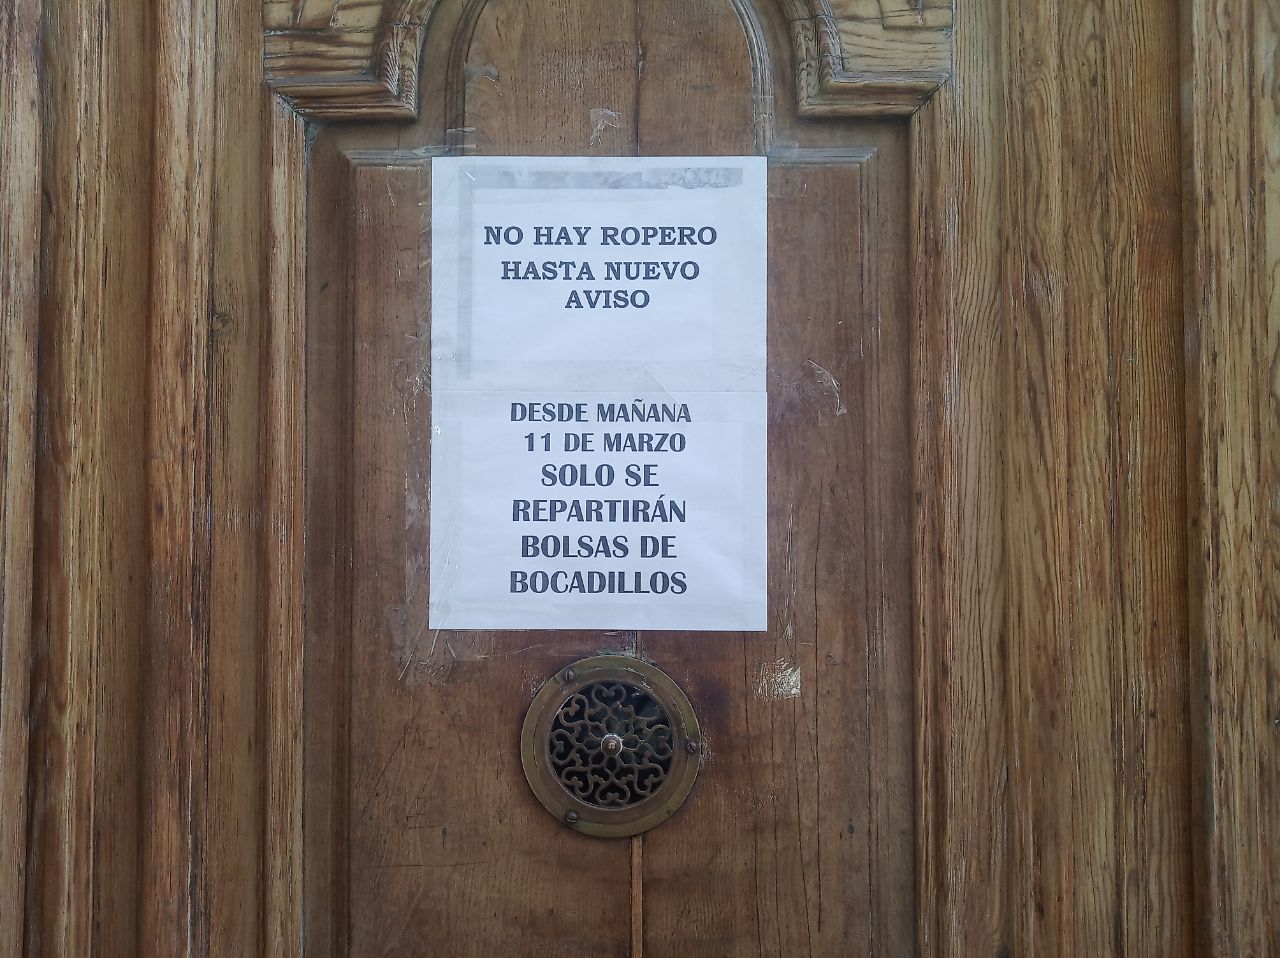 NO HAY ROPERO
HASTA NUEVO
AVISO
DESDE MAÑANA
11 DE MARZO
SOLO SE
REPARTIRÁN
BOLSAS DE
BOCADILLOS